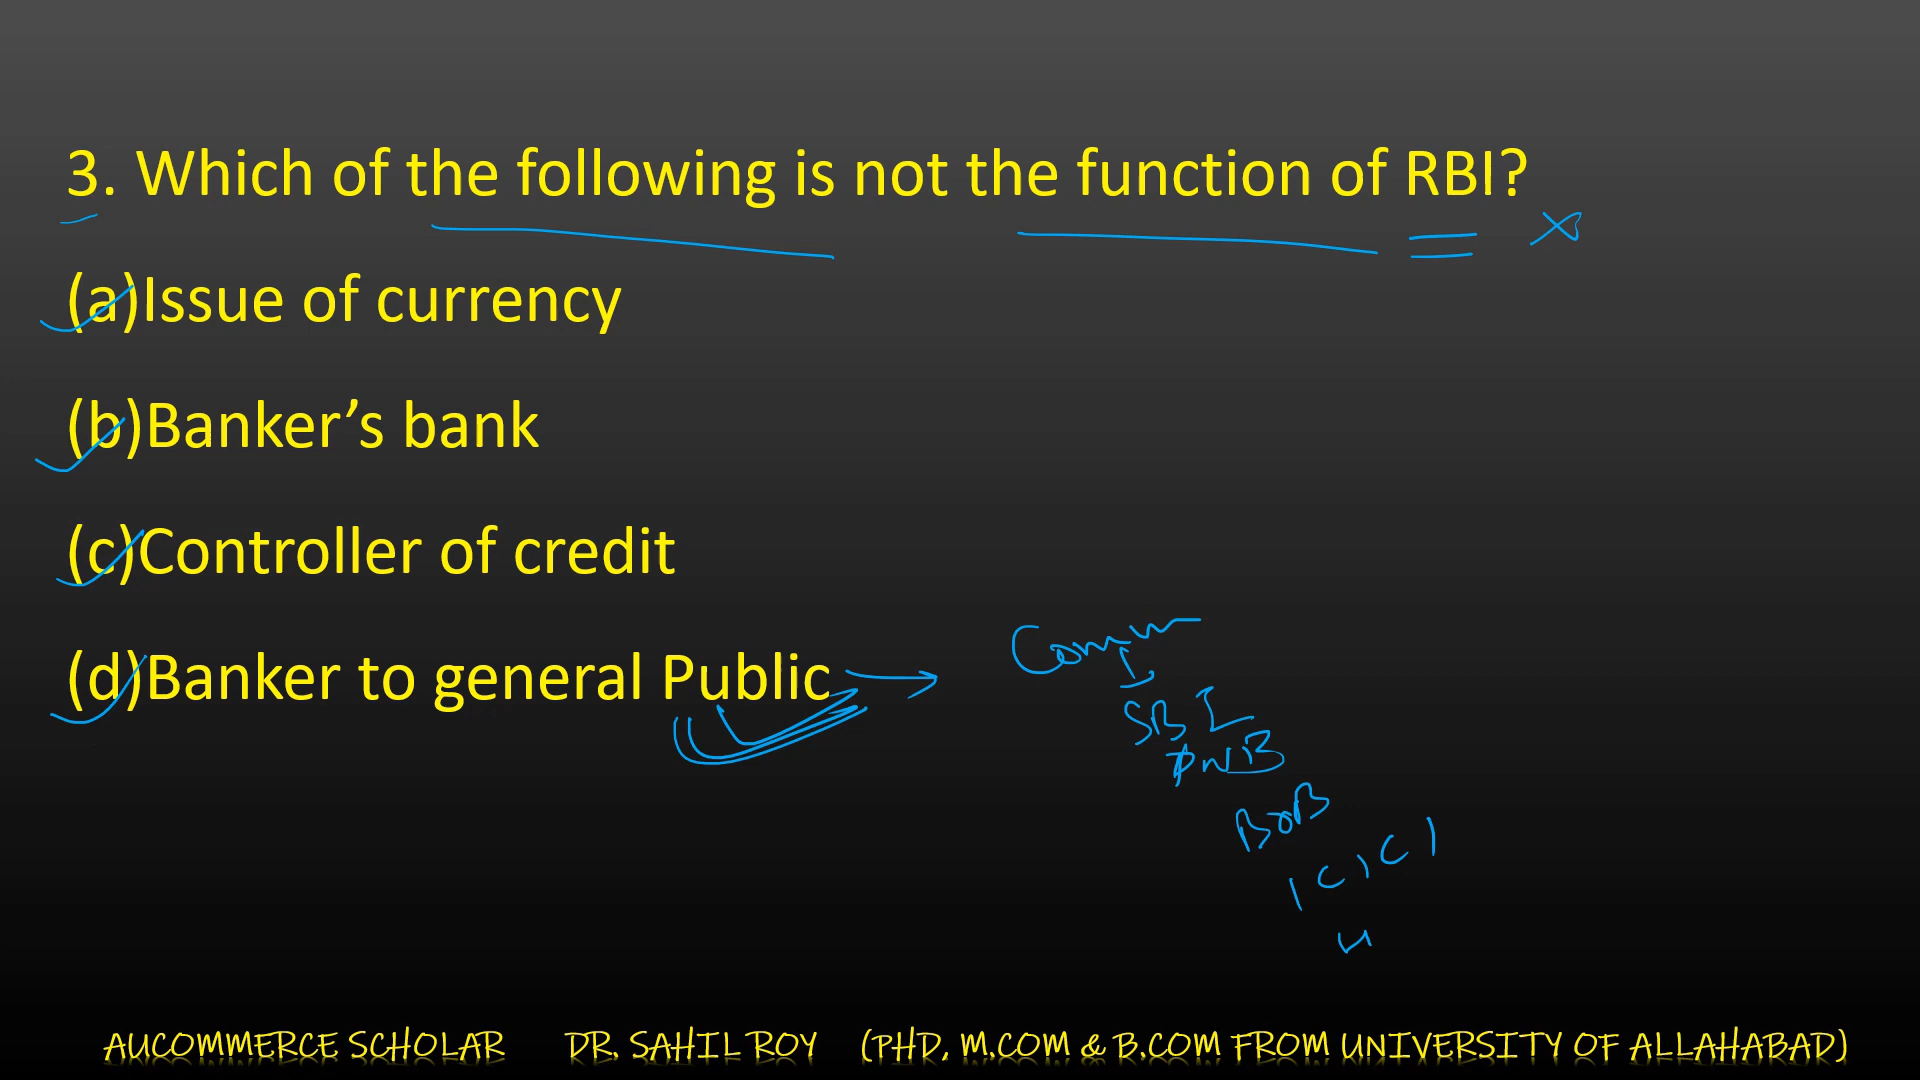 3. Which of the following is not the function of RBI?
(a)Issue of currency
(b)Banker’s bank
(c)Controller of credit
(d)Banker to general Public
Comm
SBI
PNB
BOB
ICICI
AUCOMMERCE SCHOLAR DR. SAHIL ROY (PHD, M.COM & B.COM FROM UNIVERSITY OF ALLAHABAD)